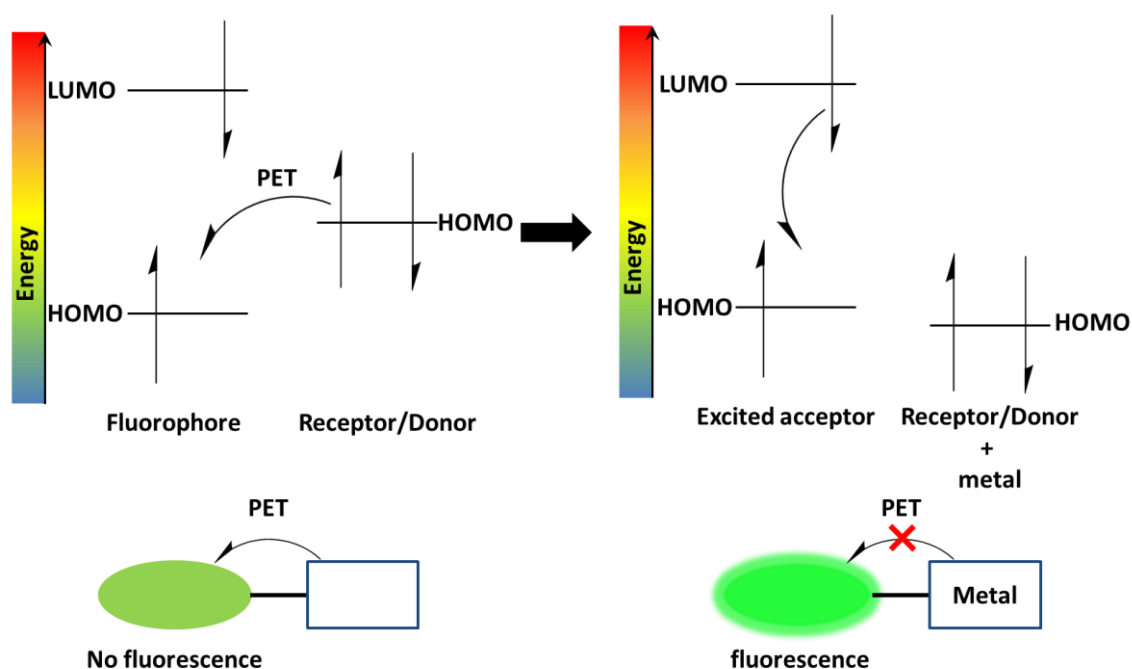 LUMO
PET
HOMO
Energy
HOMO
Fluorophore
Receptor/Donor
PET
No fluorescence
LUMO
Energy
HOMO
HOMO
Excited acceptor
Receptor/Donor
+
metal
PET
Metal
fluorescence